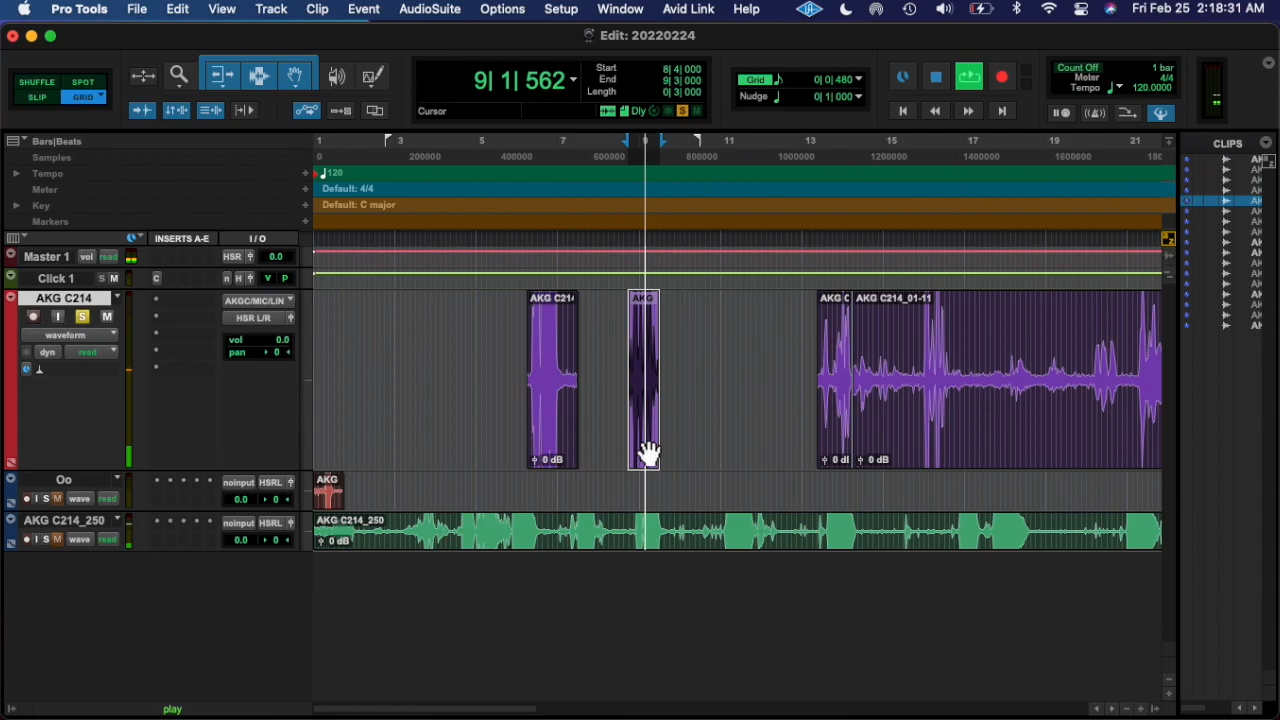 Pro Tools File Edit View Track Clip Event AudioSuite Options Setup Window Avid Link Help Fri Feb 25 2:18:31 AM
Edit: 20220224
SHUFFLE SPOT
SLIP GRID
9| 1| 562
Start 8| 4| 000
End 9| 3| 000
Length 0| 3| 000
Cursor
Dly S M
Grid 0| 0| 480
Nudge 0| 1| 000
Count Off 1 bar
Meter 4/4
Tempo 120.0000
Bars|Beats 1 3 5 7 9 11 13 15 17 19 21
CLIPS
Samples 0 200000 400000 600000 800000 1000000 1200000 1400000 1600000 180
Tempo + 120
Meter + Default: 4/4
Key + Default: C major
Markers +
INSERTS A-E I / O
Master 1 vol read HSR 0.0
Click 1 S M C n H V P
AKG C214
S M
I S M
waveform
dyn read
AKGC/MIC/LIN
HSR L/R
vol 0.0
pan 0
AKG C214
AKG
AKG C
AKG C214_01-11
0 dB
0 dB
Oo
I S M wave read
noinput HSRL
0.0 0
AKG
AKG C214_250
I S M wave read
noinput HSRL
0.0 0
AKG C214_250
0 dB
play